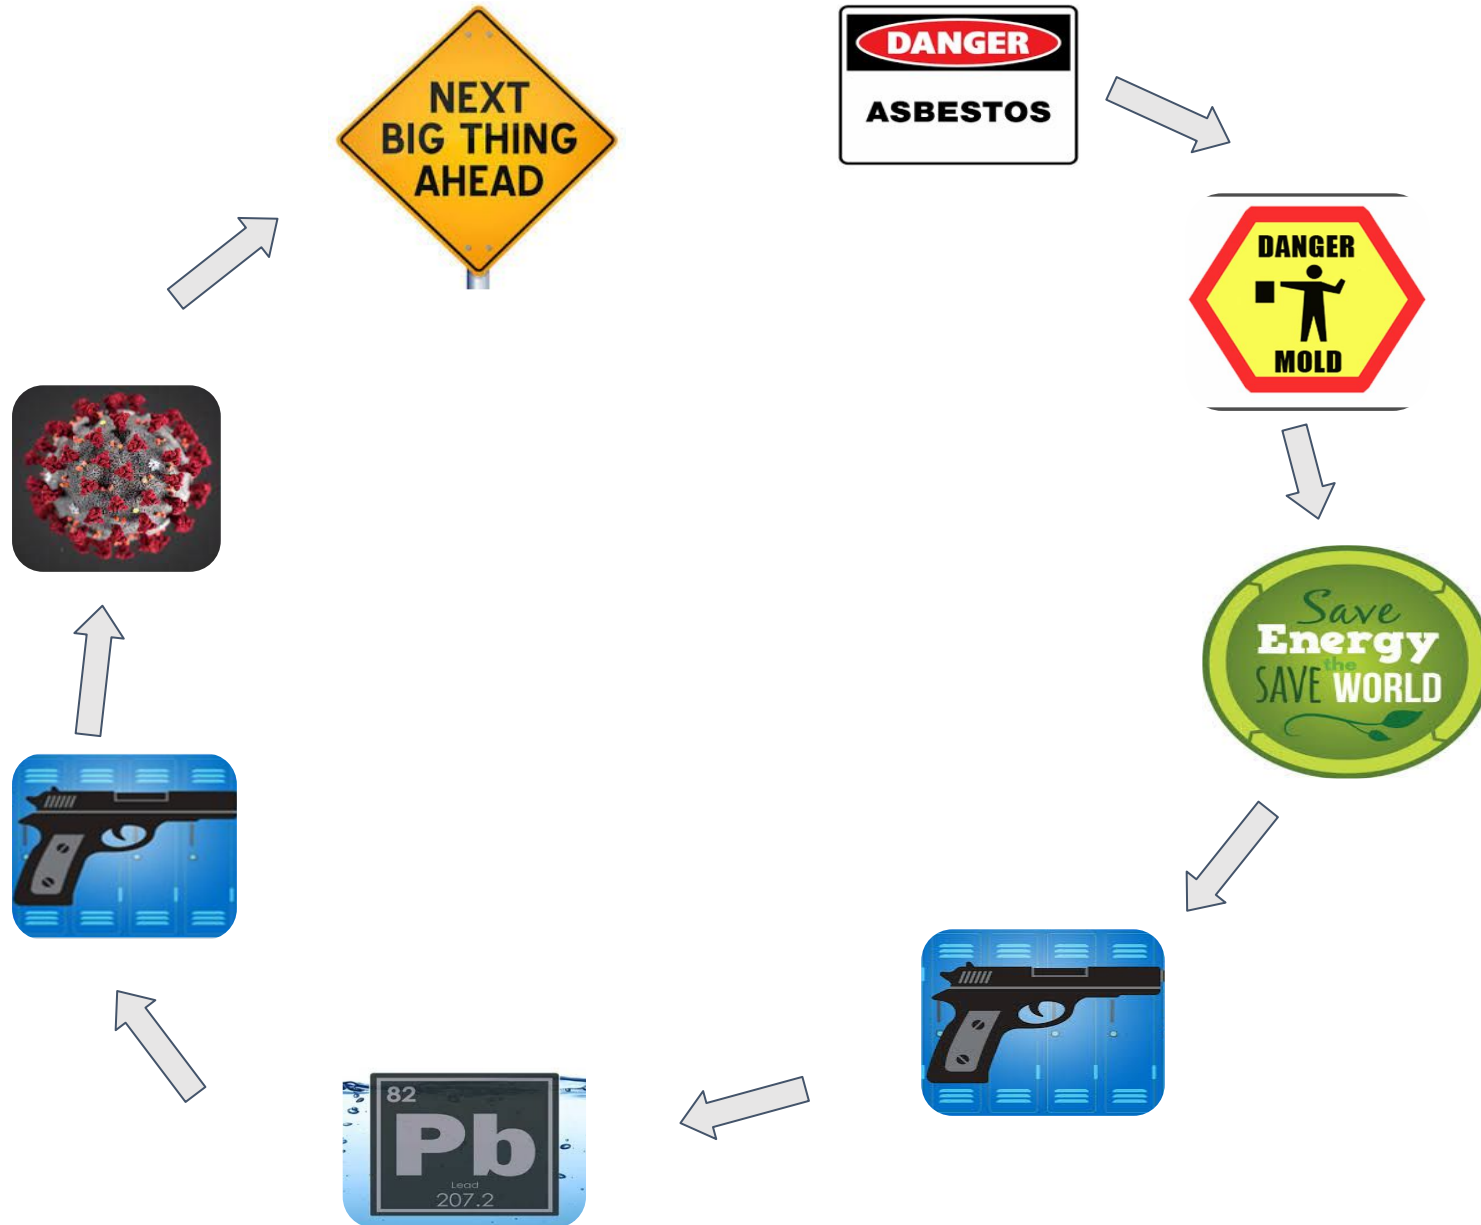 NEXT
BIG THING
AHEAD
DANGER
ASBESTOS
DANGER
MOLD
Save
Energy
the
SAVE WORLD
82
Pb
Lead
207.2